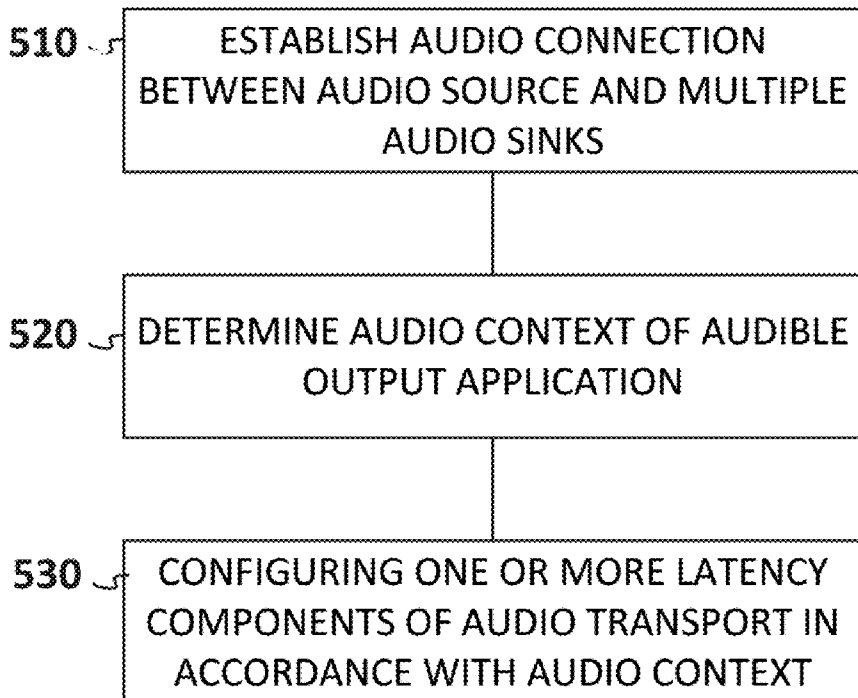 510
ESTABLISH AUDIO CONNECTION
BETWEEN AUDIO SOURCE AND MULTIPLE
AUDIO SINKS
520
DETERMINE AUDIO CONTEXT OF AUDIBLE
OUTPUT APPLICATION
530
CONFIGURING ONE OR MORE LATENCY
COMPONENTS OF AUDIO TRANSPORT IN
ACCORDANCE WITH AUDIO CONTEXT